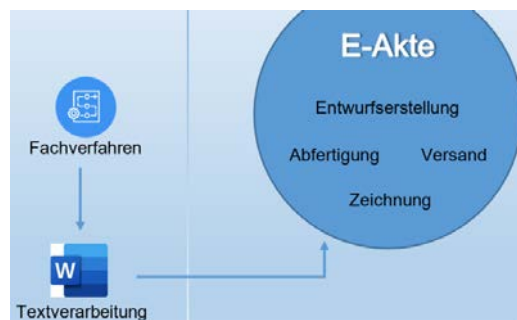 E-Akte
Entwurfserstellung
Fachverfahren
Abfertigung Versand
Zeichnung
W
Textverarbeitung